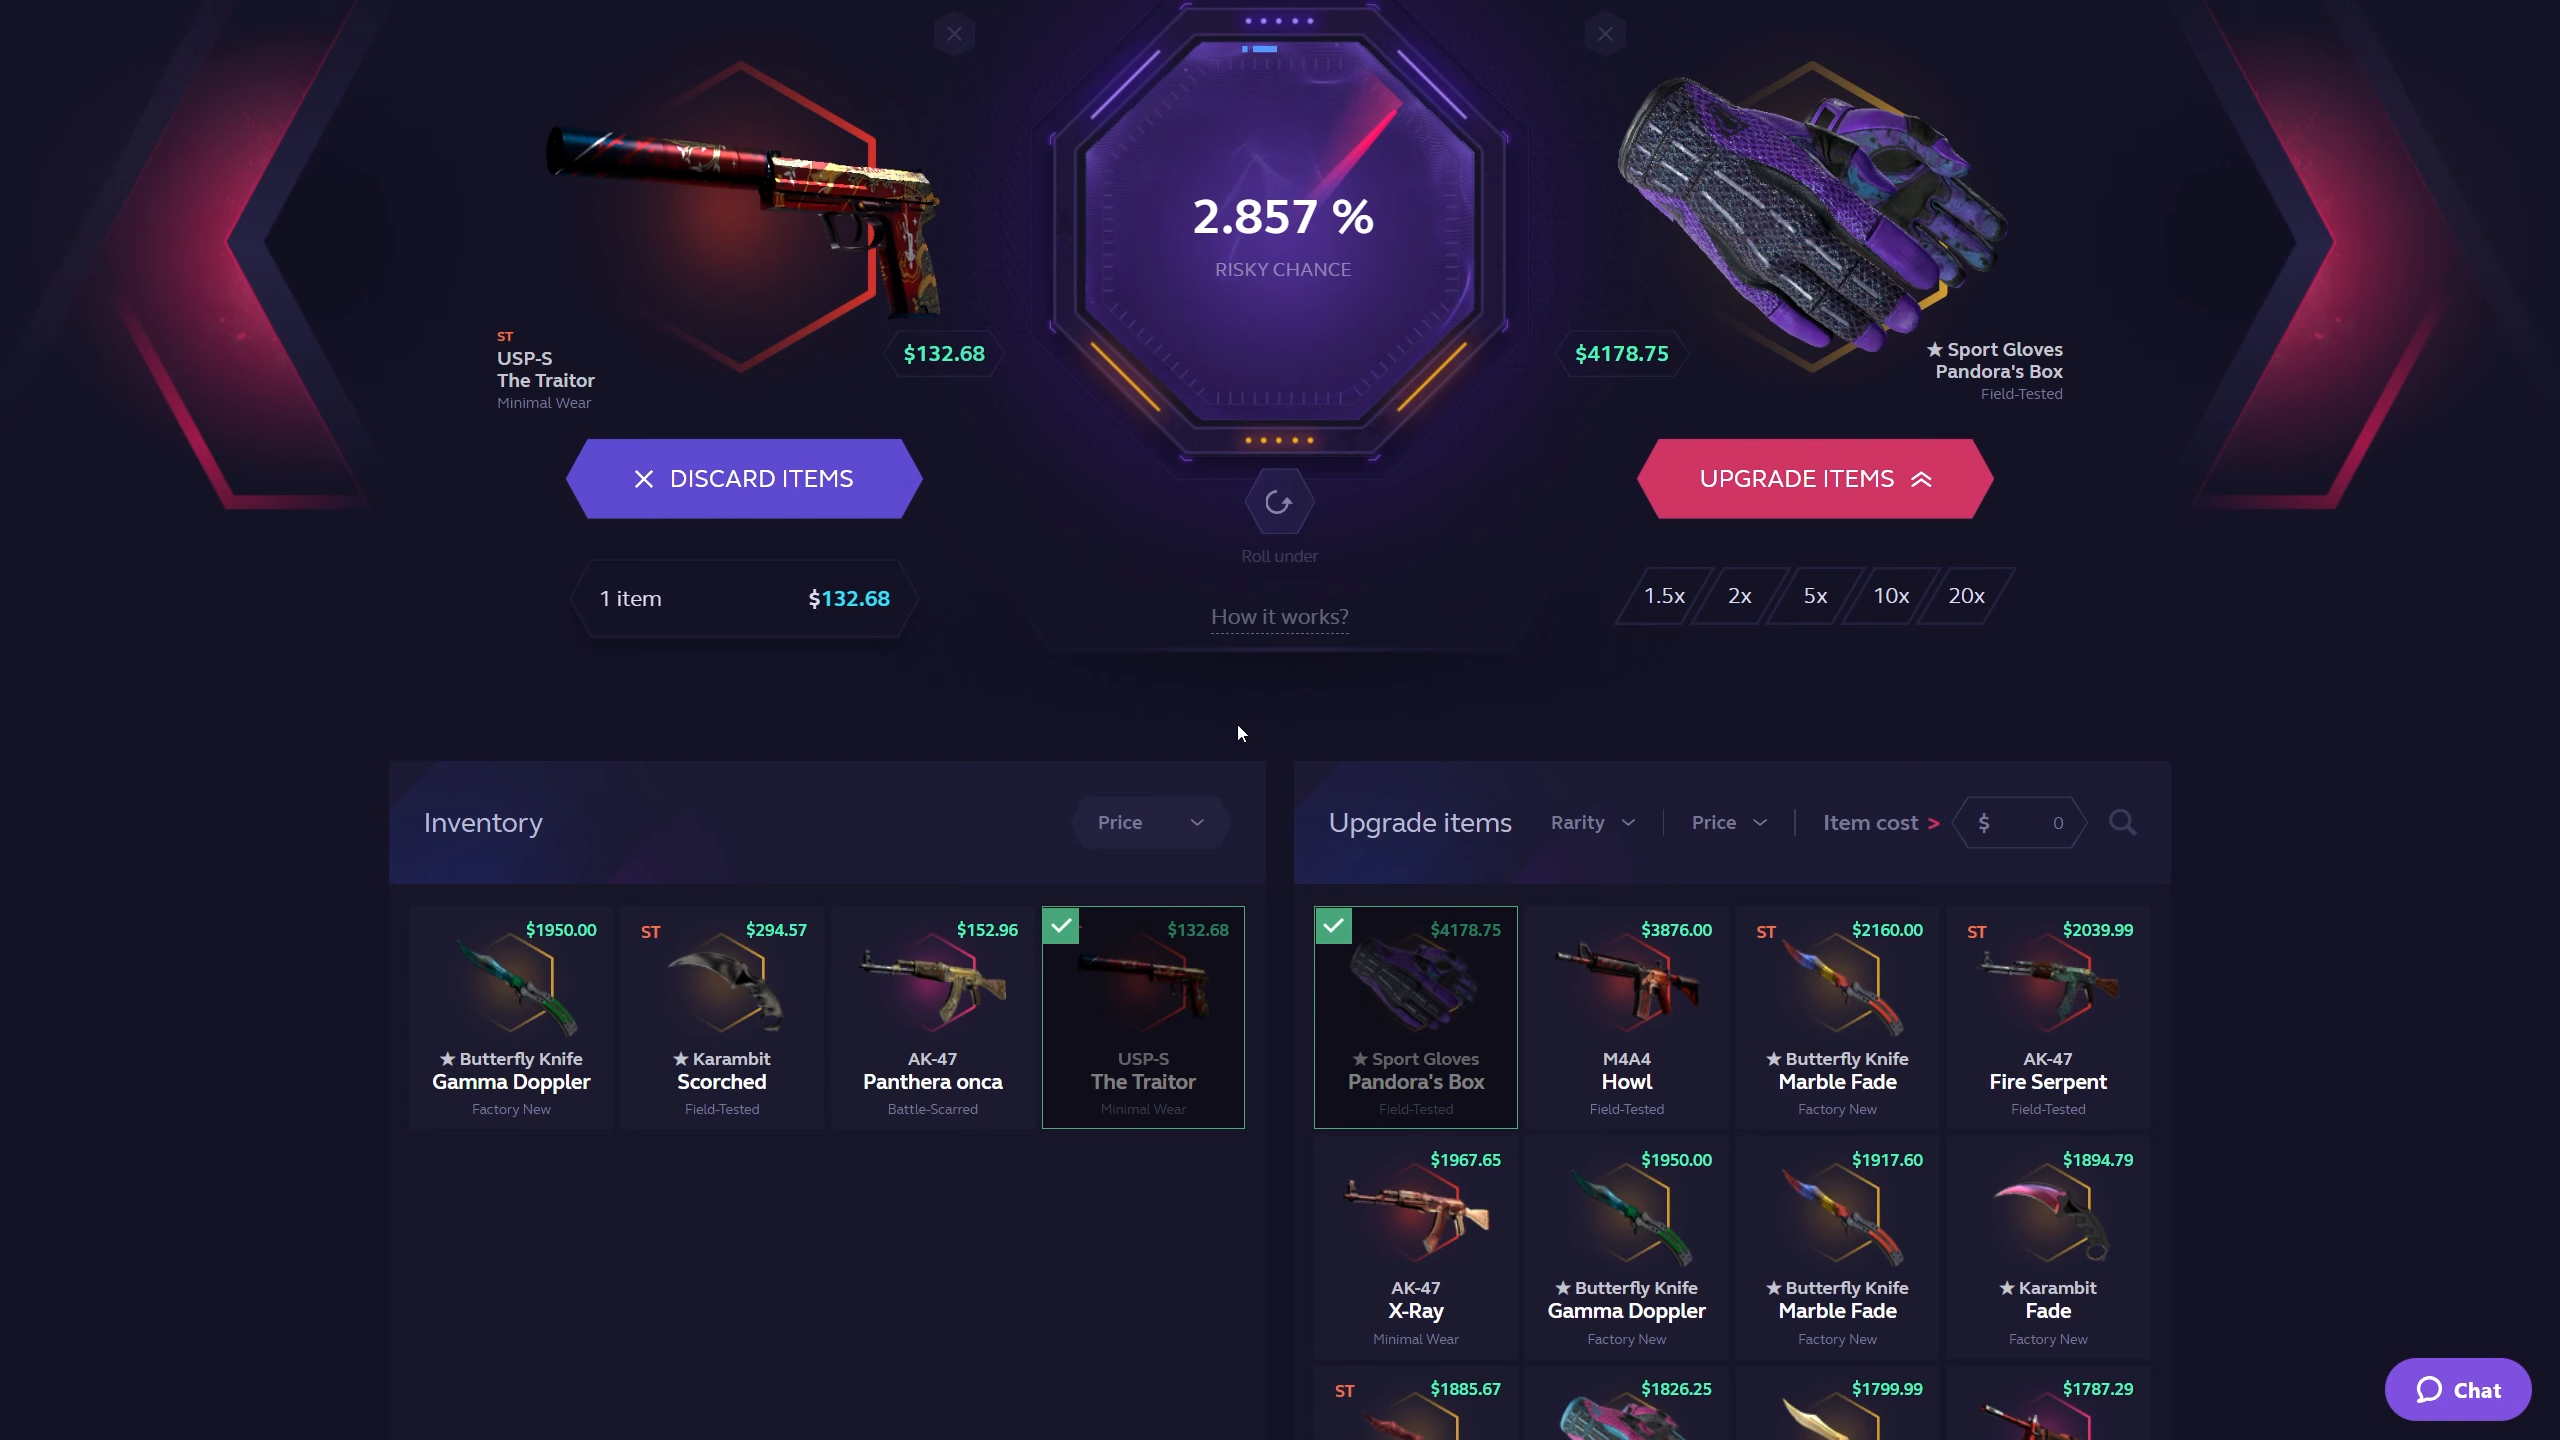 2.857 %
RISKY CHANCE
ST
USP-S
The Traitor
Minimal Wear
$132.68
$4178.75
★ Sport Gloves
Pandora's Box
Field-Tested
DISCARD ITEMS
UPGRADE ITEMS
Roll under
1 item $132.68
How it works?
1.5x 2x 5x 10x 20x
Inventory
Price
Upgrade items
Rarity
Price
Item cost >
$ 0
$1950.00
★ Butterfly Knife
Gamma Doppler
Factory New
ST $294.57
★ Karambit
Scorched
Field-Tested
$152.96
AK-47
Panthera onca
Battle-Scarred
$132.68
USP-S
The Traitor
Minimal Wear
$4178.75
★ Sport Gloves
Pandora's Box
Field-Tested
$3876.00
M4A4
Howl
Field-Tested
ST $2160.00
★ Butterfly Knife
Marble Fade
Factory New
ST $2039.99
AK-47
Fire Serpent
Field-Tested
$1967.65
AK-47
X-Ray
Minimal Wear
$1950.00
★ Butterfly Knife
Gamma Doppler
Factory New
$1917.60
★ Butterfly Knife
Marble Fade
Factory New
$1894.79
★ Karambit
Fade
Factory New
ST $1885.67
$1826.25
$1799.99
$1787.29
Chat